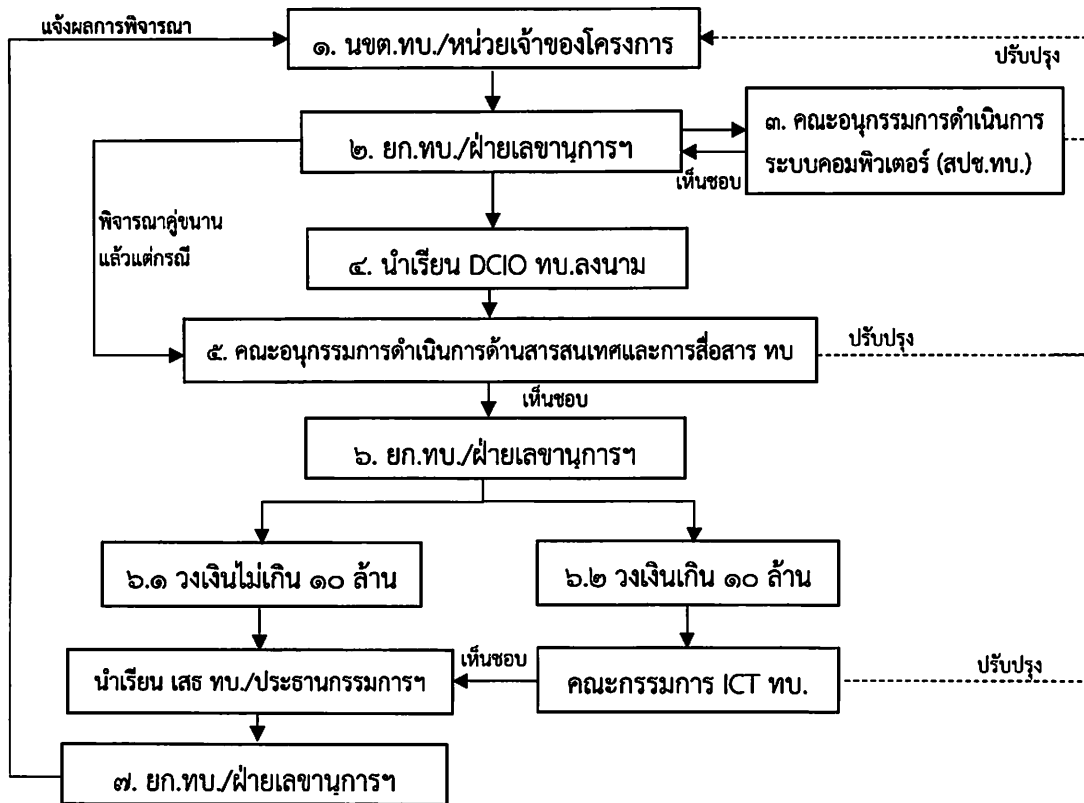 แจ้งผลการพิจารณา
๑. นขต.ทบ./หน่วยเจ้าของโครงการ
ปรับปรุง
๒. ยก.ทบ./ฝ่ายเลขานุการฯ
๓. คณะอนุกรรมการดำเนินการ
ระบบคอมพิวเตอร์ (สปช.ทบ.)
เห็นชอบ
พิจารณาคู่ขนาน
แล้วแต่กรณี
๔. นำเรียน DCIO ทบ.ลงนาม
๕. คณะอนุกรรมการดำเนินการด้านสารสนเทศและการสื่อสาร ทบ
ปรับปรุง
เห็นชอบ
๖. ยก.ทบ./ฝ่ายเลขานุการฯ
๖.๑ วงเงินไม่เกิน ๑๐ ล้าน
๖.๒ วงเงินเกิน ๑๐ ล้าน
นำเรียน เสธ ทบ./ประธานกรรมการฯ
เห็นชอบ
คณะกรรมการ ICT ทบ.
ปรับปรุง
๗. ยก.ทบ./ฝ่ายเลขานุการฯ